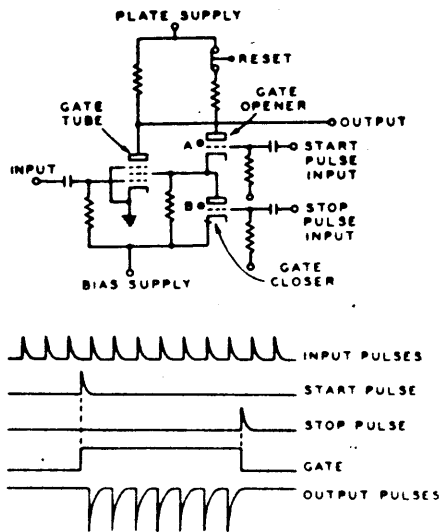 PLATE SUPPLY
RESET
GATE
OPENER
GATE
TUBE
OUTPUT
A
START
PULSE
INPUT
INPUT
B
STOP
PULSE
INPUT
GATE
CLOSER
BIAS SUPPLY
INPUT PULSES
START PULSE
STOP PULSE
GATE
OUTPUT PULSES